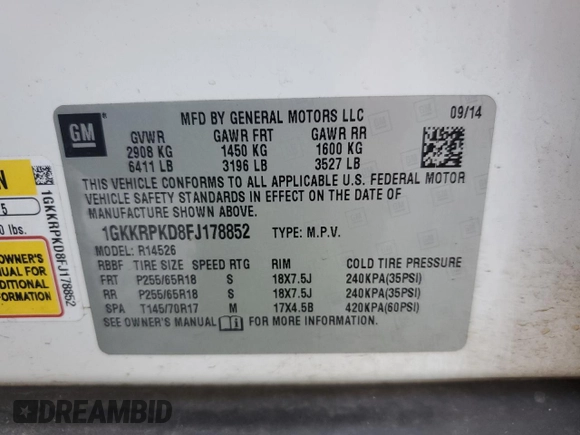 GM
MFD BY GENERAL MOTORS LLC 09/14
GVWR GAWR FRT GAWR RR
2908 KG 1450 KG 1600 KG
6411 LB 3196 LB 3527 LB
THIS VEHICLE CONFORMS TO ALL APPLICABLE U.S. FEDERAL MOTOR
VEHICLE SAFETY STANDARDS IN EFFECT ON THE DATE OF
MANUFACTURE SHOWN ABOVE.
1GKKRPKD8FJ178852 TYPE: M.P.V.
MODEL: R14526
RBBF TIRE SIZE SPEED RTG RIM COLD TIRE PRESSURE
FRT P255/65R18 S 18X7.5J 240KPA(35PSI)
RR P255/65R18 S 18X7.5J 240KPA(35PSI)
SPA T145/70R17 M 17X4.5B 420KPA(60PSI)
SEE OWNER'S MANUAL i FOR MORE INFORMATION
N
5
0 lbs.
OWNER'S
NUAL FOR
DITIONAL
ORMATION
1GKKRPKD8FJ178852
DREAMBID